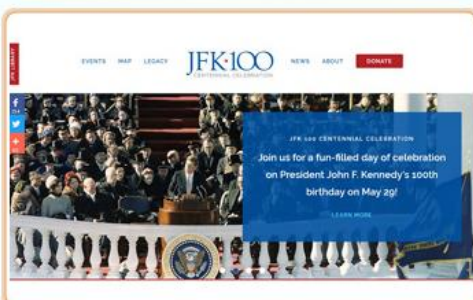 JFK LIBRARY
EVENTS MAP LEGACY JFK·100 NEWS ABOUT DONATE
CENTENNIAL CELEBRATION
JFK 100 CENTENNIAL CELEBRATION
Join us for a fun-filled day of celebration
on President John F. Kennedy's 100th
birthday on May 29!
LEARN MORE